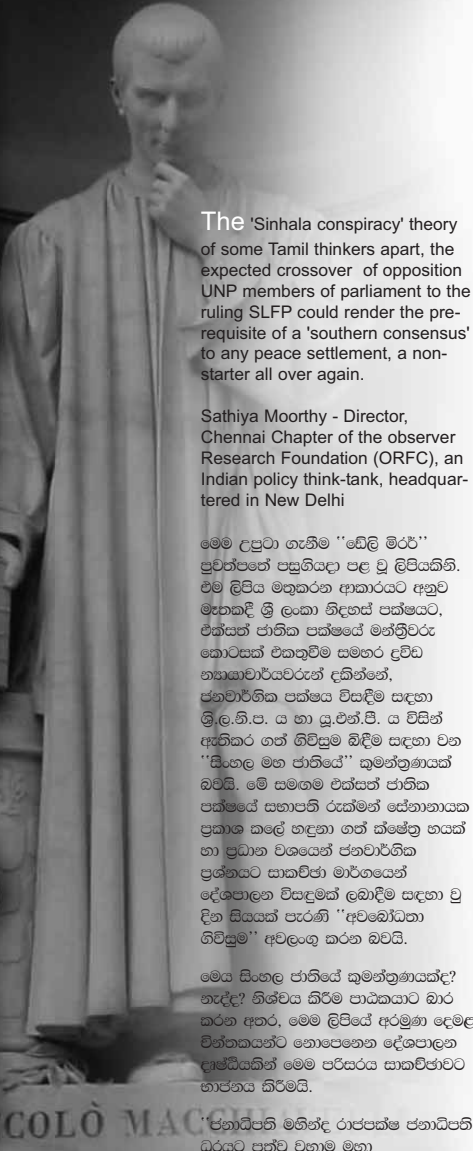 The 'Sinhala conspiracy' theory
of some Tamil thinkers apart, the
expected crossover of opposition
UNP members of parliament to the
ruling SLFP could render the pre-
requisite of a 'southern consensus'
to any peace settlement, a non-
starter all over again.
Sathiya Moorthy - Director,
Chennai Chapter of the observer
Research Foundation (ORFC), an
Indian policy think-tank, headquar-
tered in New Delhi
මෙම උපුටා ගැනීම ‘‘ඩේලි මිරර්’’
පුවත්පතේ පසුගියදා පළ වූ ලිපියකිනි.
එම ලිපිය මතුකරන ආකාරයට අනුව
මෑතකදී ශ්‍රී ලංකා නිදහස් පක්ෂයට,
එක්සත් ජාතික පක්ෂයේ මන්ත්‍රීවරු
කොටසක් එකතුවීම සමහර ද්‍රවිඩ
න්‍යායාචාර්යවරුන් දකින්නේ,
ජනවාර්ගික පක්ෂය විසඳීම සඳහා
ශ්‍රී.ල.නි.ප. ය හා යූ.එන්.පී. ය විසින්
ඇතිකර ගත් ගිවිසුම බිඳීම සඳහා වන
‘‘සිංහල මහ ජාතියේ’’ කුමන්ත්‍රණයක්
බවයි. මේ සමඟම එක්සත් ජාතික
පක්ෂයේ සභාපති රුක්මන් සේනානායක
ප්‍රකාශ කලේ හඳුනා ගත් ක්ෂේත්‍ර හයක්
හා ප්‍රධාන වශයෙන් ජනවාර්ගික
ප්‍රශ්නයට සාකච්ඡා මාර්ගයෙන්
දේශපාලන විසඳුමක් ලබාදීම සඳහා වු
දින සියයක් පැරණි ‘‘අවබෝධතා
ගිවිසුම’’ අවලංගු කරන බවයි.
මෙය සිංහල ජාතියේ කුමන්ත්‍රණයක්ද?
නැද්ද? නිශ්චය කිරීම පාඨකයාට බාර
කරන අතර, මෙම ලිපියේ අරමුණ දෙමළ
චින්තකයන්ට නොපෙනෙන දේශපාලන
දෘෂ්ඨියකින් මෙම පරිසරය සාකච්ඡාවට
භාජනය කිරීමයි.
‘‘ජනාධිපති මහින්ද රාජපක්ෂ ජනාධිපති
ධුරයට පත්ව වහාම මහා
COLÒ MAC